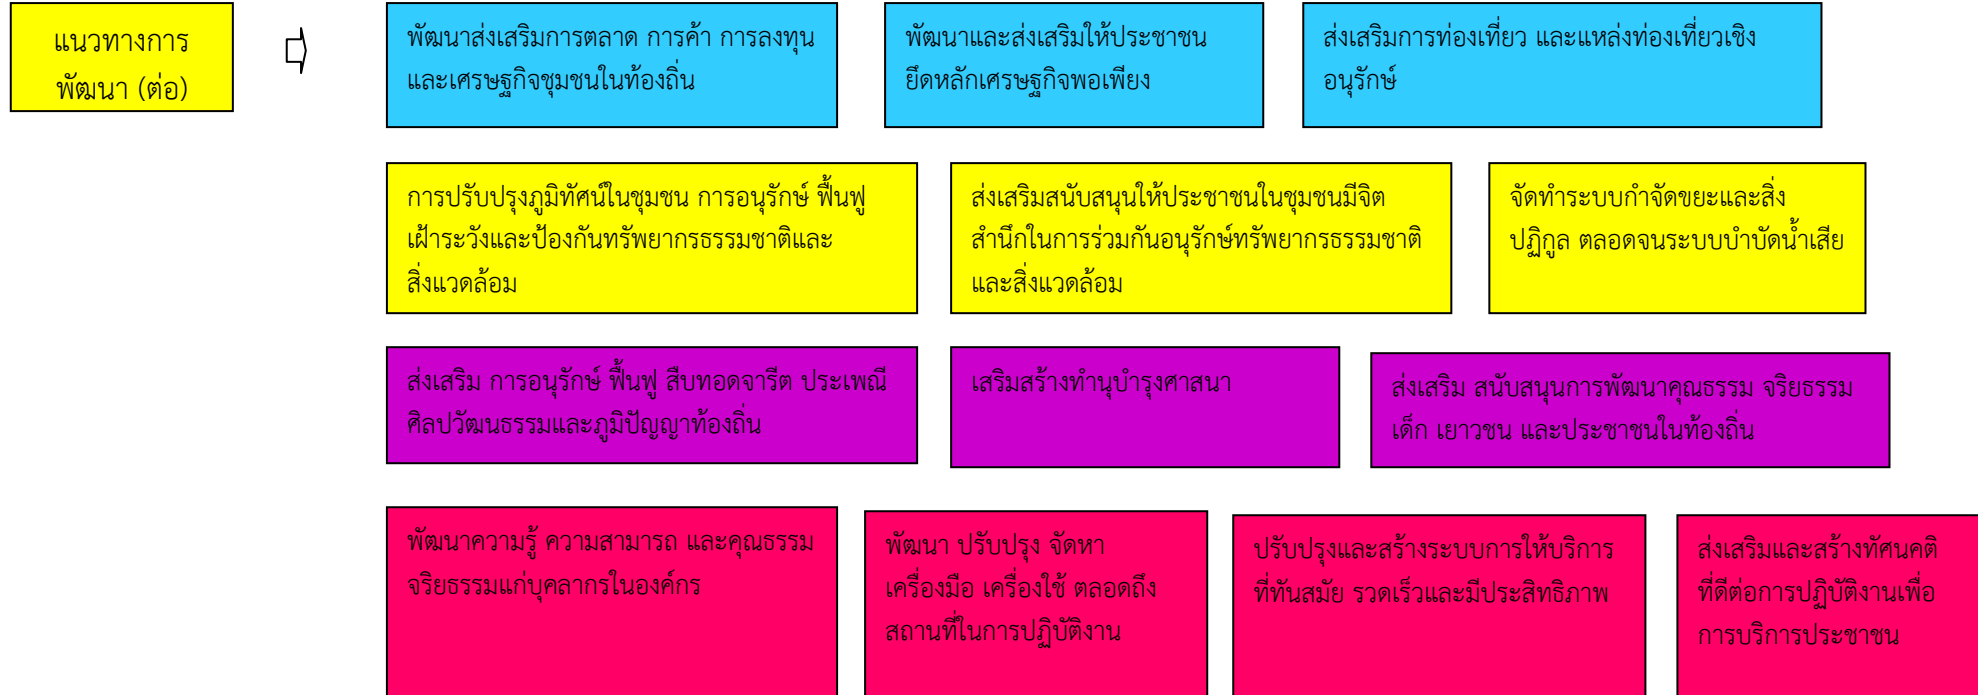 แนวทางการ
พัฒนา (ต่อ)
พัฒนาส่งเสริมการตลาด การค้า การลงทุน
และเศรษฐกิจชุมชนในท้องถิ่น
พัฒนาและส่งเสริมให้ประชาชน
ยึดหลักเศรษฐกิจพอเพียง
ส่งเสริมการท่องเที่ยว และแหล่งท่องเที่ยวเชิง
อนุรักษ์
การปรับปรุงภูมิทัศน์ในชุมชน การอนุรักษ์ ฟื้นฟู
เฝ้าระวังและป้องกันทรัพยากรธรรมชาติและ
สิ่งแวดล้อม
ส่งเสริมสนับสนุนให้ประชาชนในชุมชนมีจิต
สำนึกในการร่วมกันอนุรักษ์ทรัพยากรธรรมชาติ
และสิ่งแวดล้อม
จัดทำระบบกำจัดขยะและสิ่ง
ปฏิกูล ตลอดจนระบบบำบัดน้ำเสีย
ส่งเสริม การอนุรักษ์ ฟื้นฟู สืบทอดจารีต ประเพณี
ศิลปวัฒนธรรมและภูมิปัญญาท้องถิ่น
เสริมสร้างทำนุบำรุงศาสนา
ส่งเสริม สนับสนุนการพัฒนาคุณธรรม จริยธรรม
เด็ก เยาวชน และประชาชนในท้องถิ่น
พัฒนาความรู้ ความสามารถ และคุณธรรม
จริยธรรมแก่บุคลากรในองค์กร
พัฒนา ปรับปรุง จัดหา
เครื่องมือ เครื่องใช้ ตลอดถึง
สถานที่ในการปฏิบัติงาน
ปรับปรุงและสร้างระบบการให้บริการ
ที่ทันสมัย รวดเร็วและมีประสิทธิภาพ
ส่งเสริมและสร้างทัศนคติ
ที่ดีต่อการปฏิบัติงานเพื่อ
การบริการประชาชน